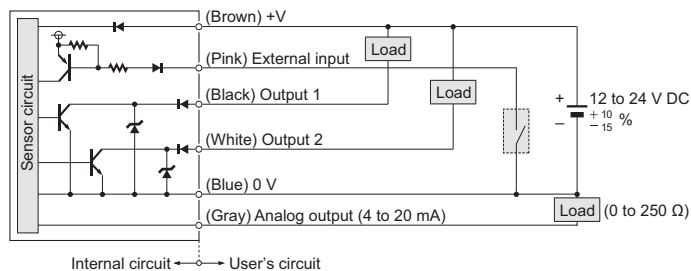 (Brown) +V
Load
(Pink) External input
Load
(Black) Output 1
+
−
12 to 24 V DC
+ 10
− 15 %
Sensor circuit
(White) Output 2
(Blue) 0 V
Load (0 to 250 Ω)
(Gray) Analog output (4 to 20 mA)
Internal circuit
User's circuit